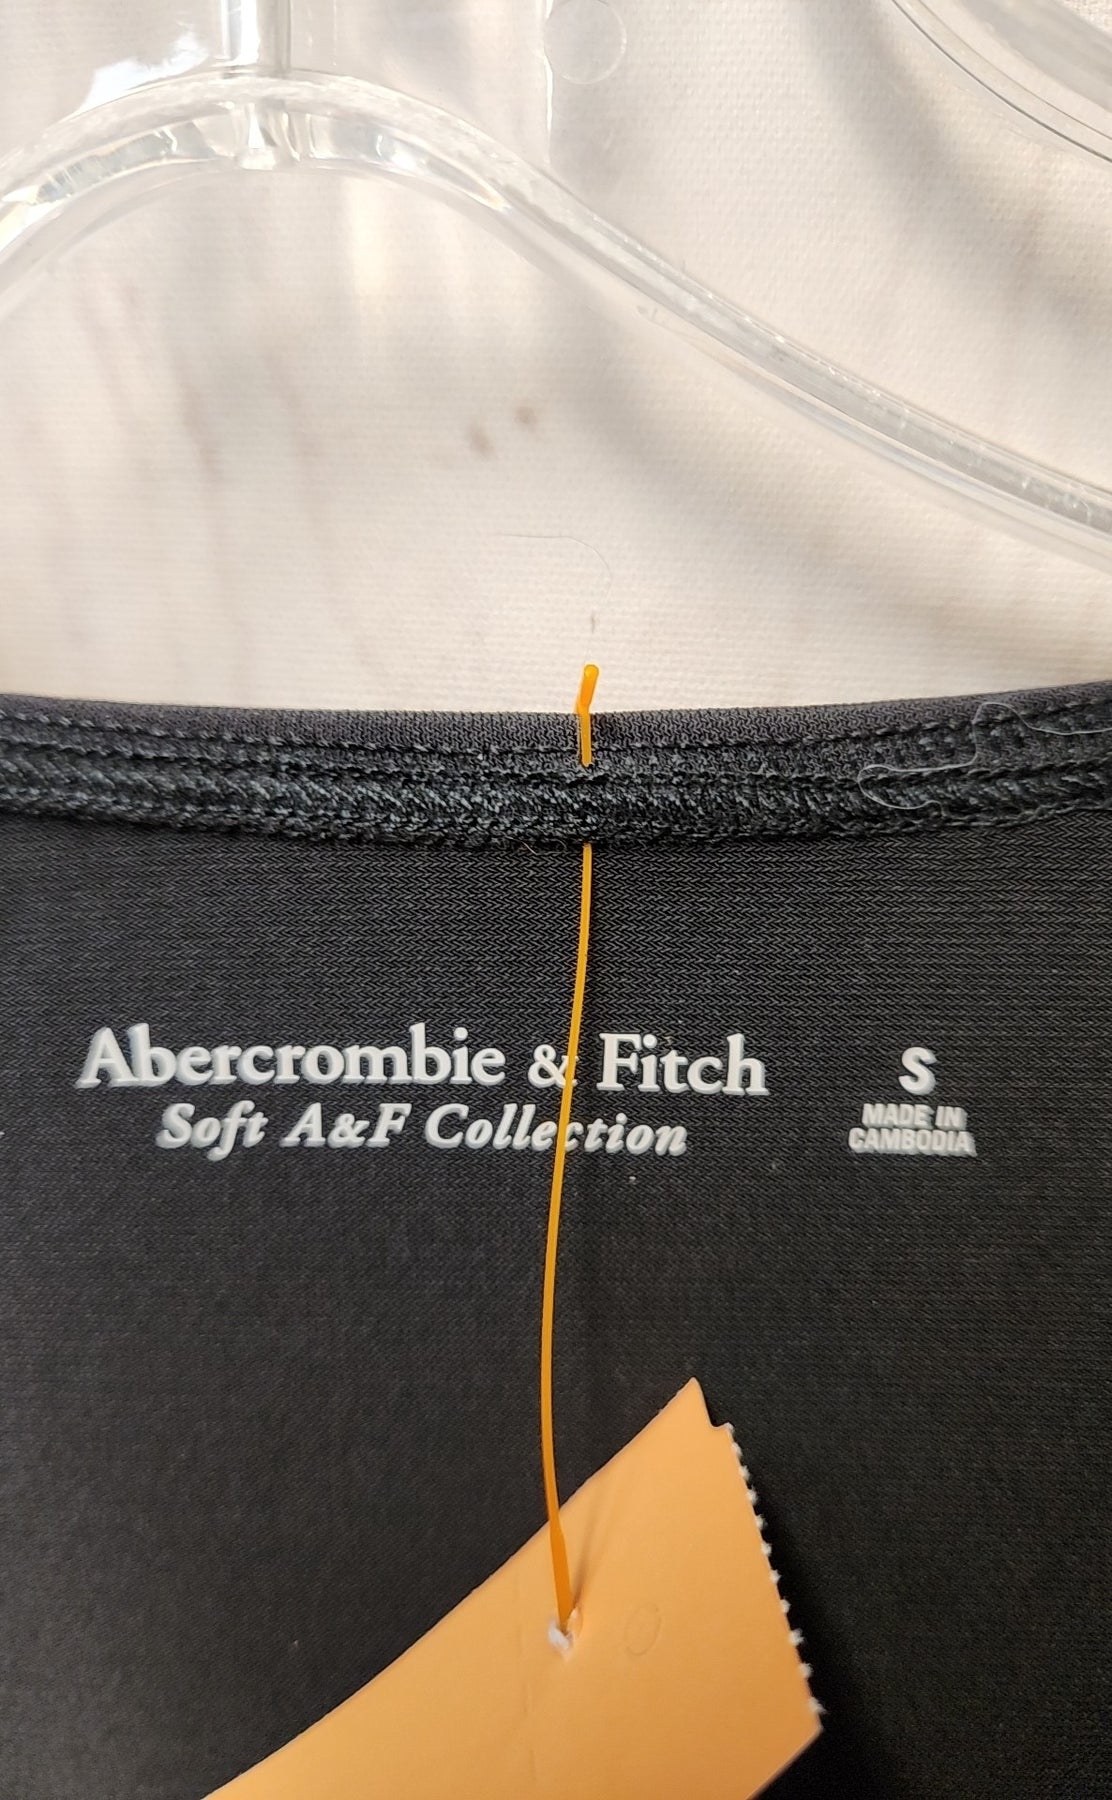 Abercrombie & Fitch
Soft A&F Collection
S
MADE IN
CAMBODIA